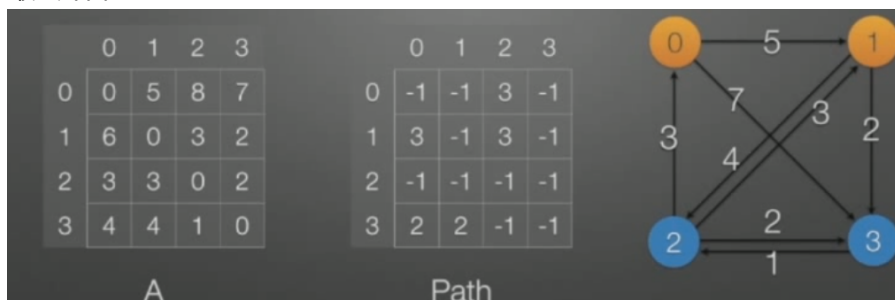 0 1 2 3
0 0 5 8 7
1 6 0 3 2
2 3 3 0 2
3 4 4 1 0
A
0 1 2 3
0 -1 -1 3 -1
1 3 -1 3 -1
2 -1 -1 -1 -1
3 2 2 -1 -1
Path
0 5 1
7
3 4 3 2
2 2 3
1